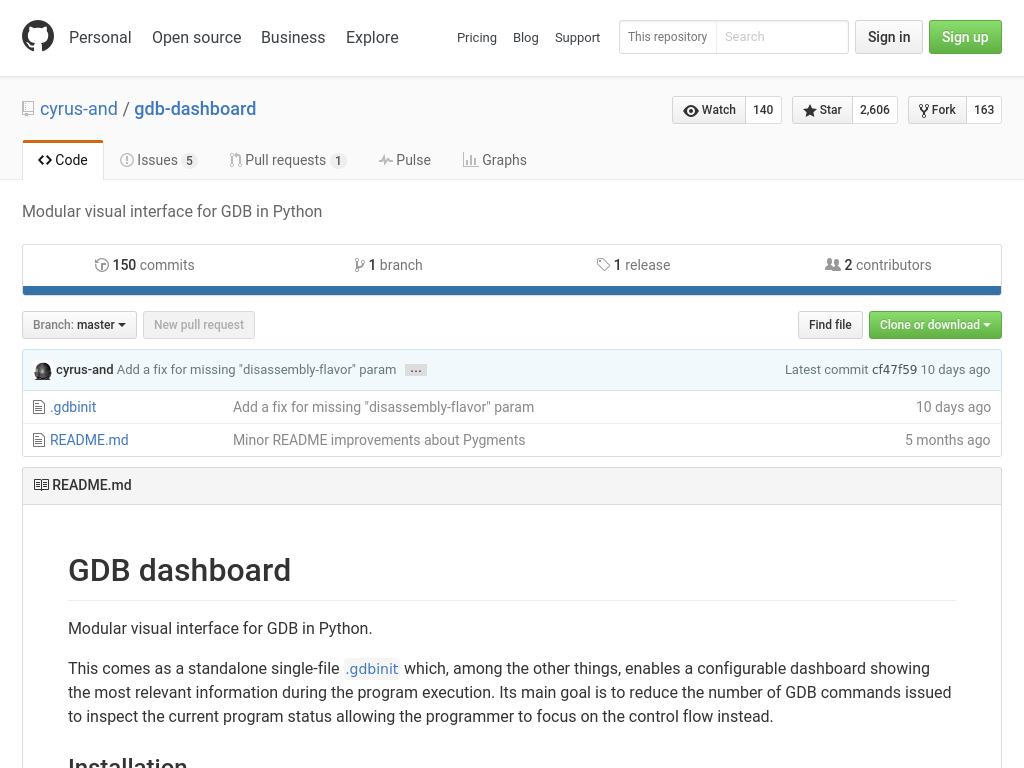 Personal Open source Business Explore Pricing Blog Support This repository Search Sign in Sign up
cyrus-and / gdb-dashboard Watch 140 Star 2,606 Fork 163
Code Issues 5 Pull requests 1 Pulse Graphs
Modular visual interface for GDB in Python
150 commits 1 branch 1 release 2 contributors
Branch: master New pull request Find file Clone or download
cyrus-and Add a fix for missing "disassembly-flavor" param … Latest commit cf47f59 10 days ago
.gdbinit Add a fix for missing "disassembly-flavor" param 10 days ago
README.md Minor README improvements about Pygments 5 months ago
README.md
GDB dashboard
Modular visual interface for GDB in Python.
This comes as a standalone single-file .gdbinit which, among the other things, enables a configurable dashboard showing
the most relevant information during the program execution. Its main goal is to reduce the number of GDB commands issued
to inspect the current program status allowing the programmer to focus on the control flow instead.
Installation